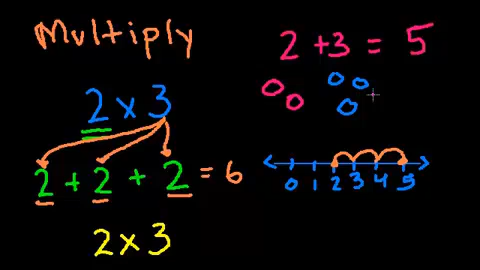 Multiply
2 + 3 = 5
2 x 3
2 + 2 + 2 = 6
0 1 2 3 4 5
2 x 3